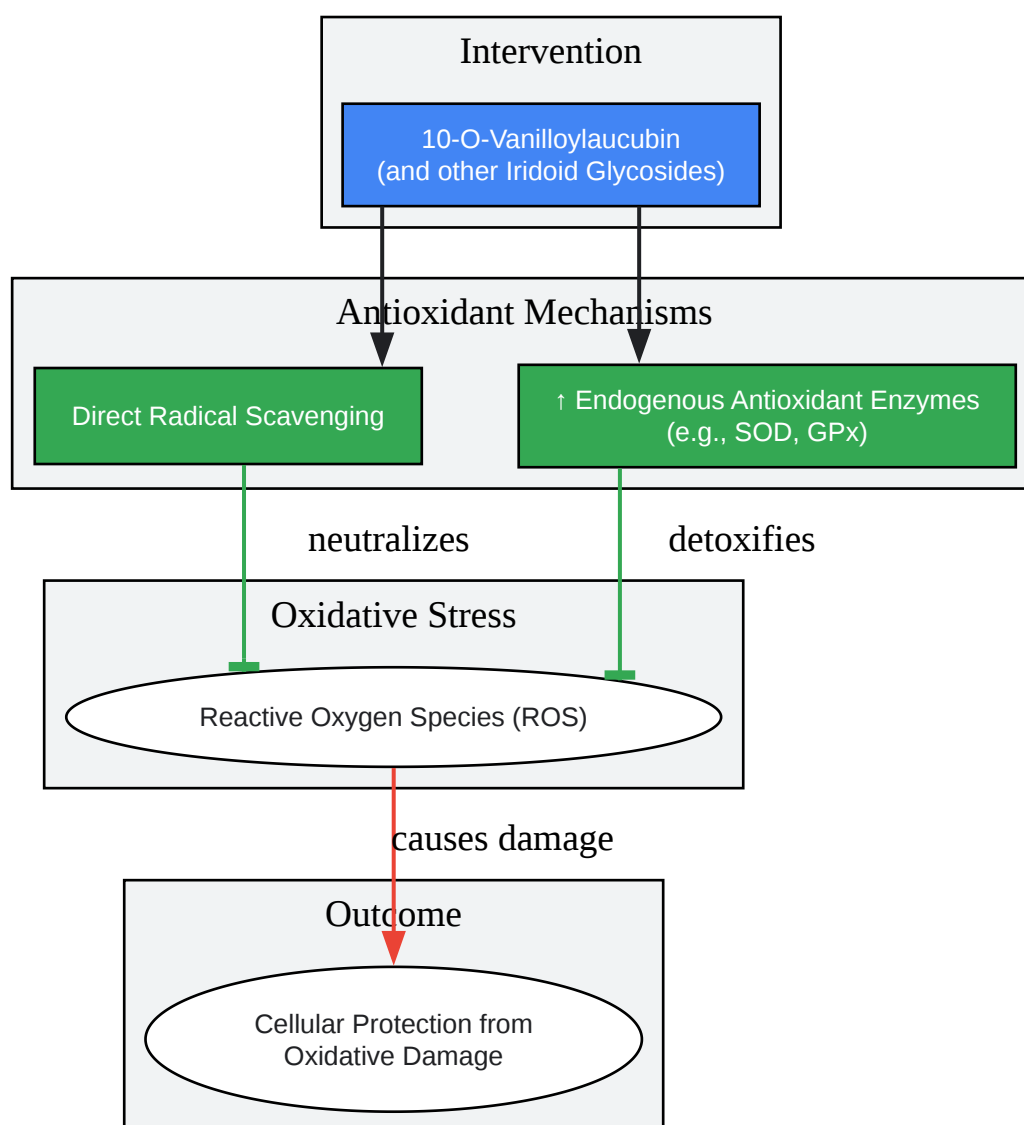 Intervention
10-O-Vanilloylaucubin
(and other Iridoid Glycosides)
Antioxidant Mechanisms
Direct Radical Scavenging
↑ Endogenous Antioxidant Enzymes
(e.g., SOD, GPx)
neutralizes
detoxifies
Oxidative Stress
Reactive Oxygen Species (ROS)
causes damage
Outcome
Cellular Protection from
Oxidative Damage